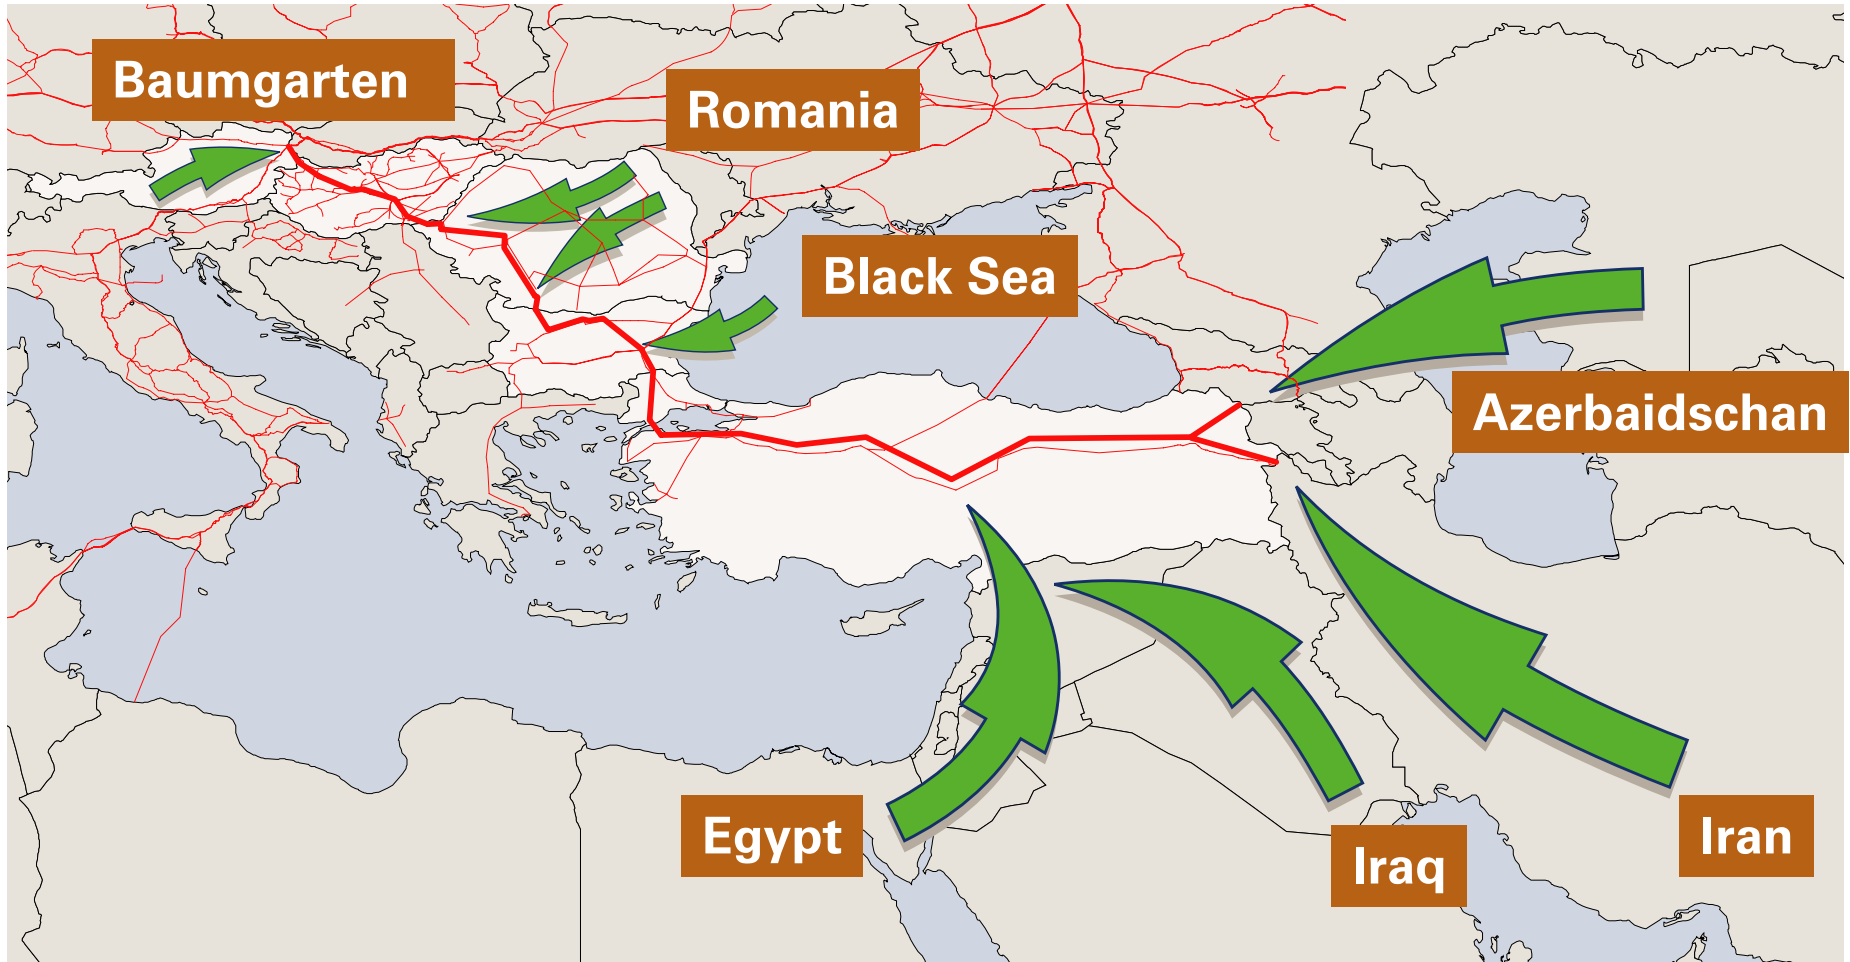 Baumgarten
Romania
Black Sea
Azerbaidschan
Egypt
Iraq
Iran